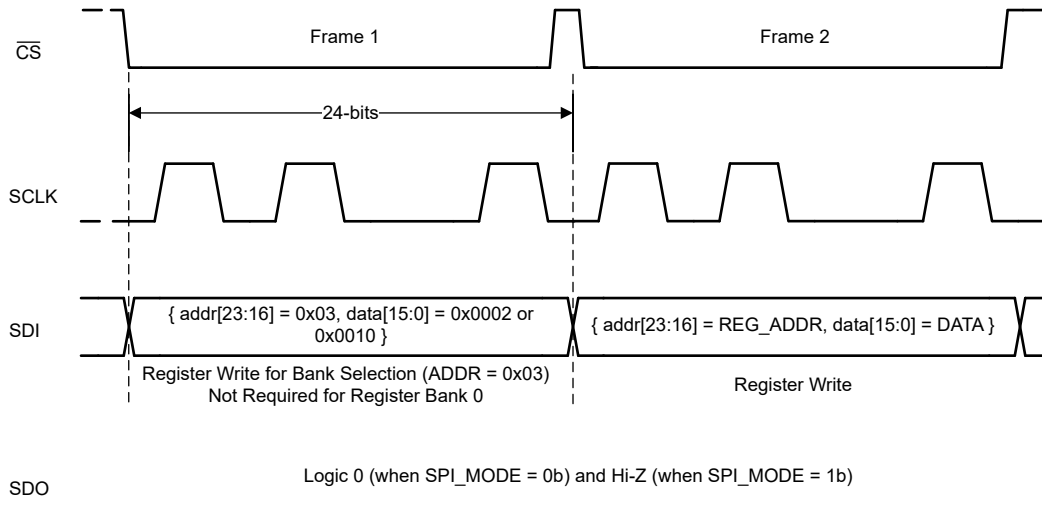 CS
Frame 1
Frame 2
24-bits
SCLK
SDI
{ addr[23:16] = 0x03, data[15:0] = 0x0002 or
0x0010 }
{ addr[23:16] = REG_ADDR, data[15:0] = DATA }
Register Write for Bank Selection (ADDR = 0x03)
Not Required for Register Bank 0
Register Write
SDO
Logic 0 (when SPI_MODE = 0b) and Hi-Z (when SPI_MODE = 1b)